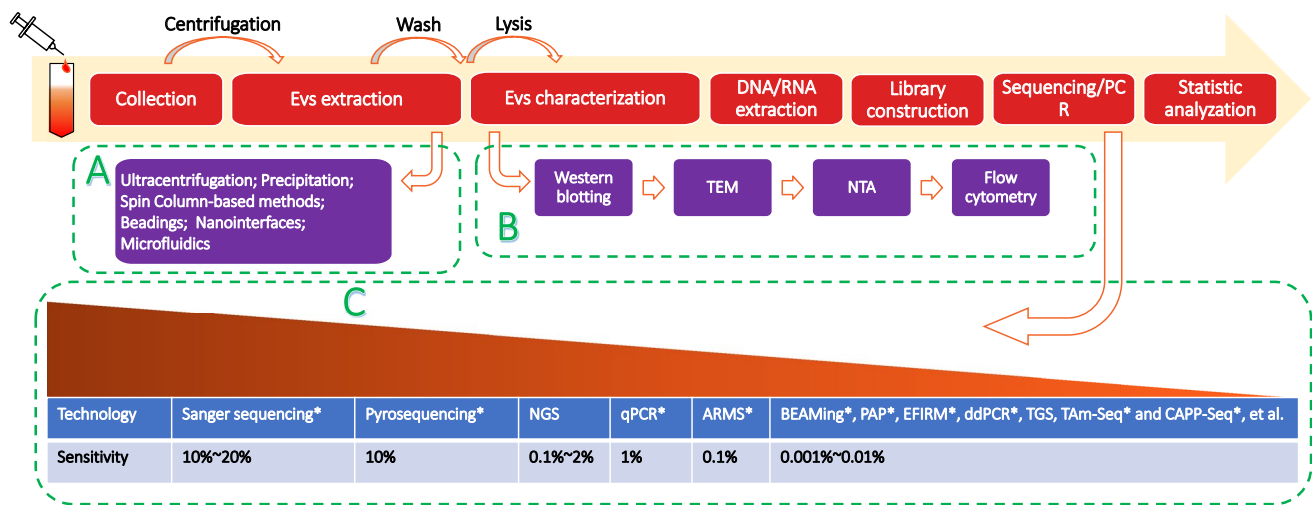 Centrifugation
Wash
Lysis
Collection
Evs extraction
Evs characterization
DNA/RNA
extraction
Library
construction
Sequencing/PC
R
Statistic
analyzation
A
Ultracentrifugation; Precipitation;
Spin Column-based methods;
Beadings; Nanointerfaces;
Microfluidics
B
Western
blotting
TEM
NTA
Flow
cytometry
C
Technology
Sanger sequencing*
Pyrosequencing*
NGS
qPCR*
ARMS*
BEAMing*, PAP*, EFIRM*, ddPCR*, TGS, TAm-Seq* and CAPP-Seq*, et al.
Sensitivity
10%~20%
10%
0.1%~2%
1%
0.1%
0.001%~0.01%